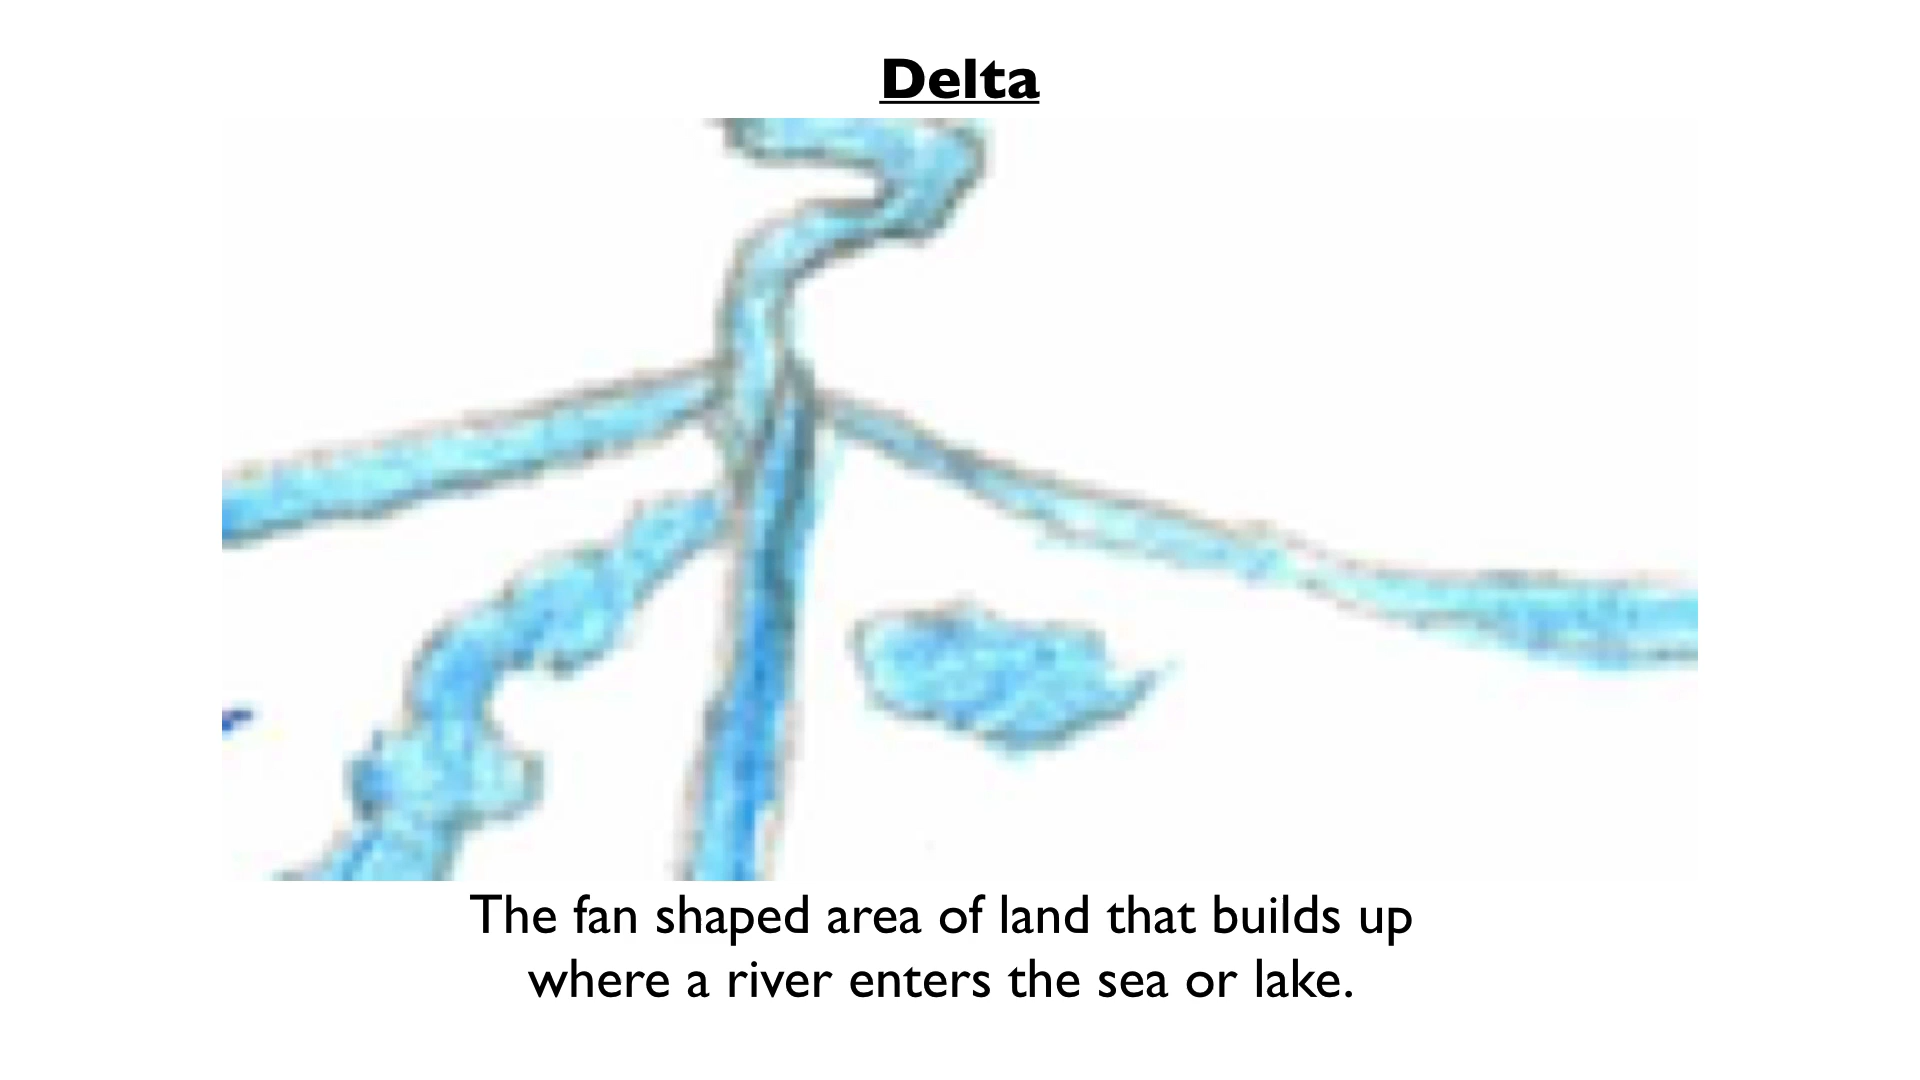 Delta
The fan shaped area of land that builds up
where a river enters the sea or lake.